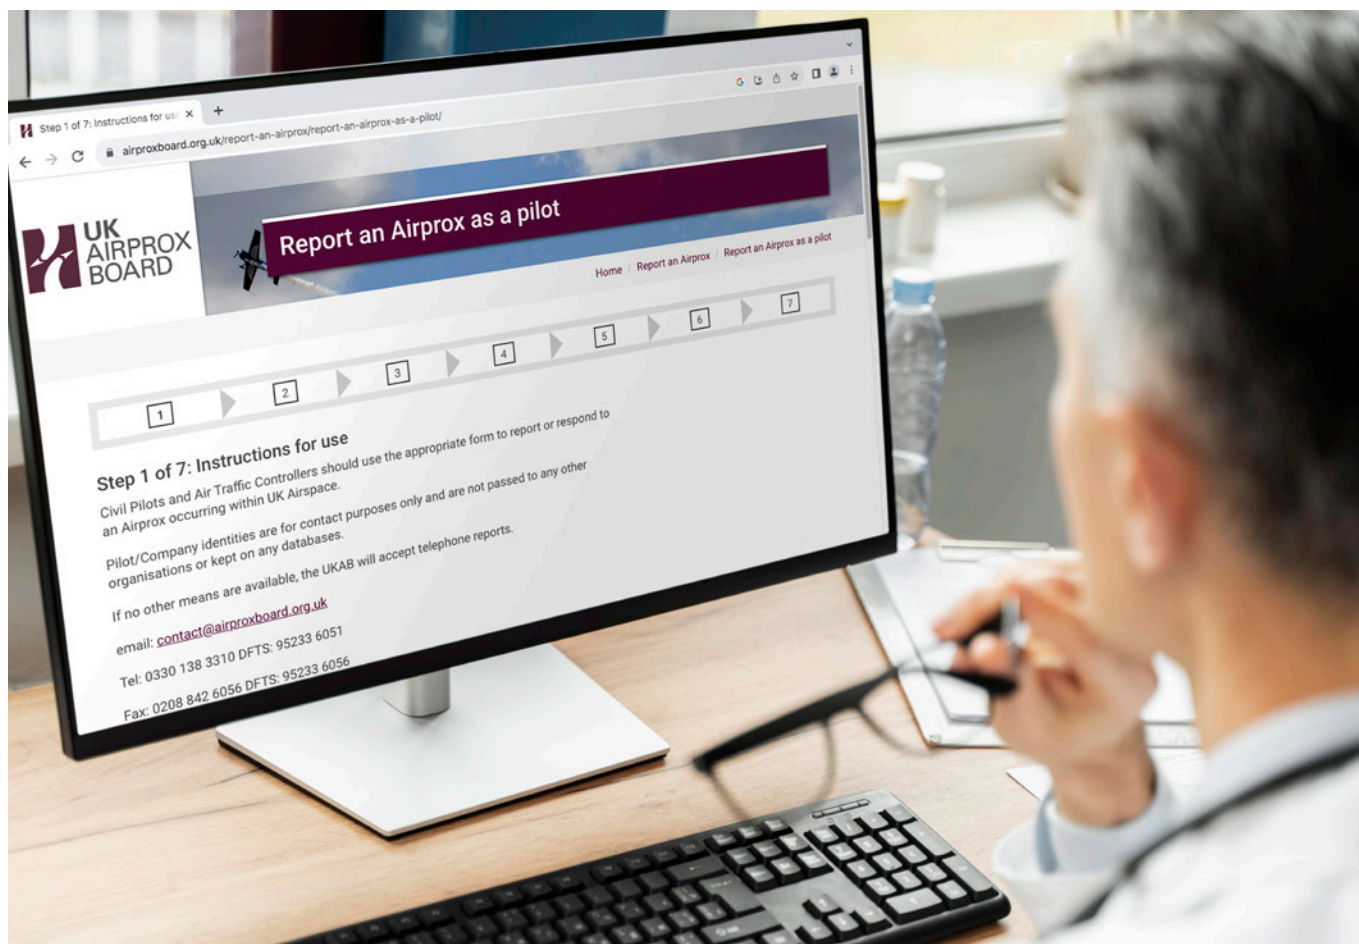 Step 1 of 7: Instructions for us
airproxboard.org.uk/report-an-airprox/report-an-airprox-as-a-pilot/
UK
AIRPROX
BOARD
Report an Airprox as a pilot
Home / Report an Airprox / Report an Airprox as a pilot
1 2 3 4 5 6 7
Step 1 of 7: Instructions for use
Civil Pilots and Air Traffic Controllers should use the appropriate form to report or respond to
an Airprox occurring within UK Airspace.
Pilot/Company identities are for contact purposes only and are not passed to any other
organisations or kept on any databases.
If no other means are available, the UKAB will accept telephone reports.
email: contact@airproxboard.org.uk
Tel: 0330 138 3310 DFTS: 95233 6051
Fax: 0208 842 6056 DFTS: 95233 6056